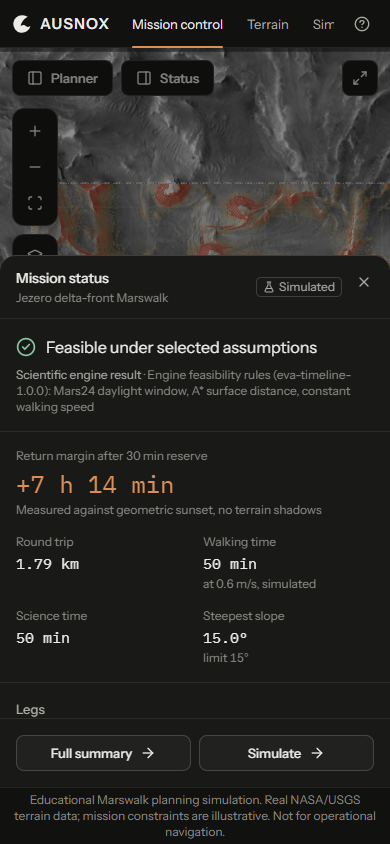 AUSNOX Mission control Terrain Sim
Planner Status
Mission status
Jezero delta-front Marswalk
Simulated
Feasible under selected assumptions
Scientific engine result · Engine feasibility rules (eva-timeline-
1.0.0): Mars24 daylight window, A* surface distance, constant
walking speed
Return margin after 30 min reserve
+7 h 14 min
Measured against geometric sunset, no terrain shadows
Round trip Walking time
1.79 km 50 min
at 0.6 m/s, simulated
Science time Steepest slope
50 min 15.0°
limit 15°
Legs
Full summary → Simulate →
Educational Marswalk planning simulation. Real NASA/USGS
terrain data; mission constraints are illustrative. Not for operational
navigation.